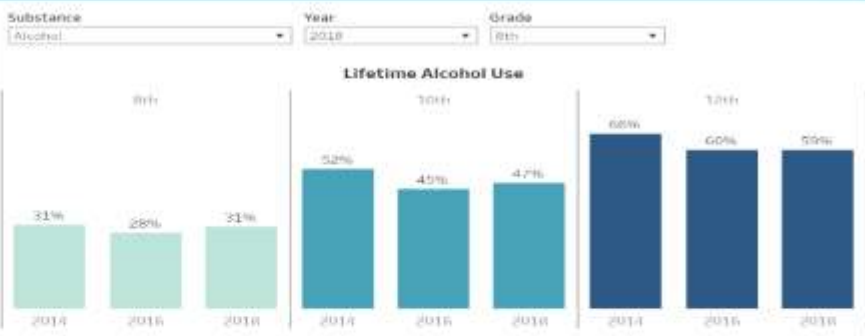 Substance Year Grade
Alcohol 2018 8th
Lifetime Alcohol Use
8th 10th 12th
31% 28% 31% 52% 45% 47% 66% 60% 59%
2014 2016 2018 2014 2016 2018 2014 2016 2018